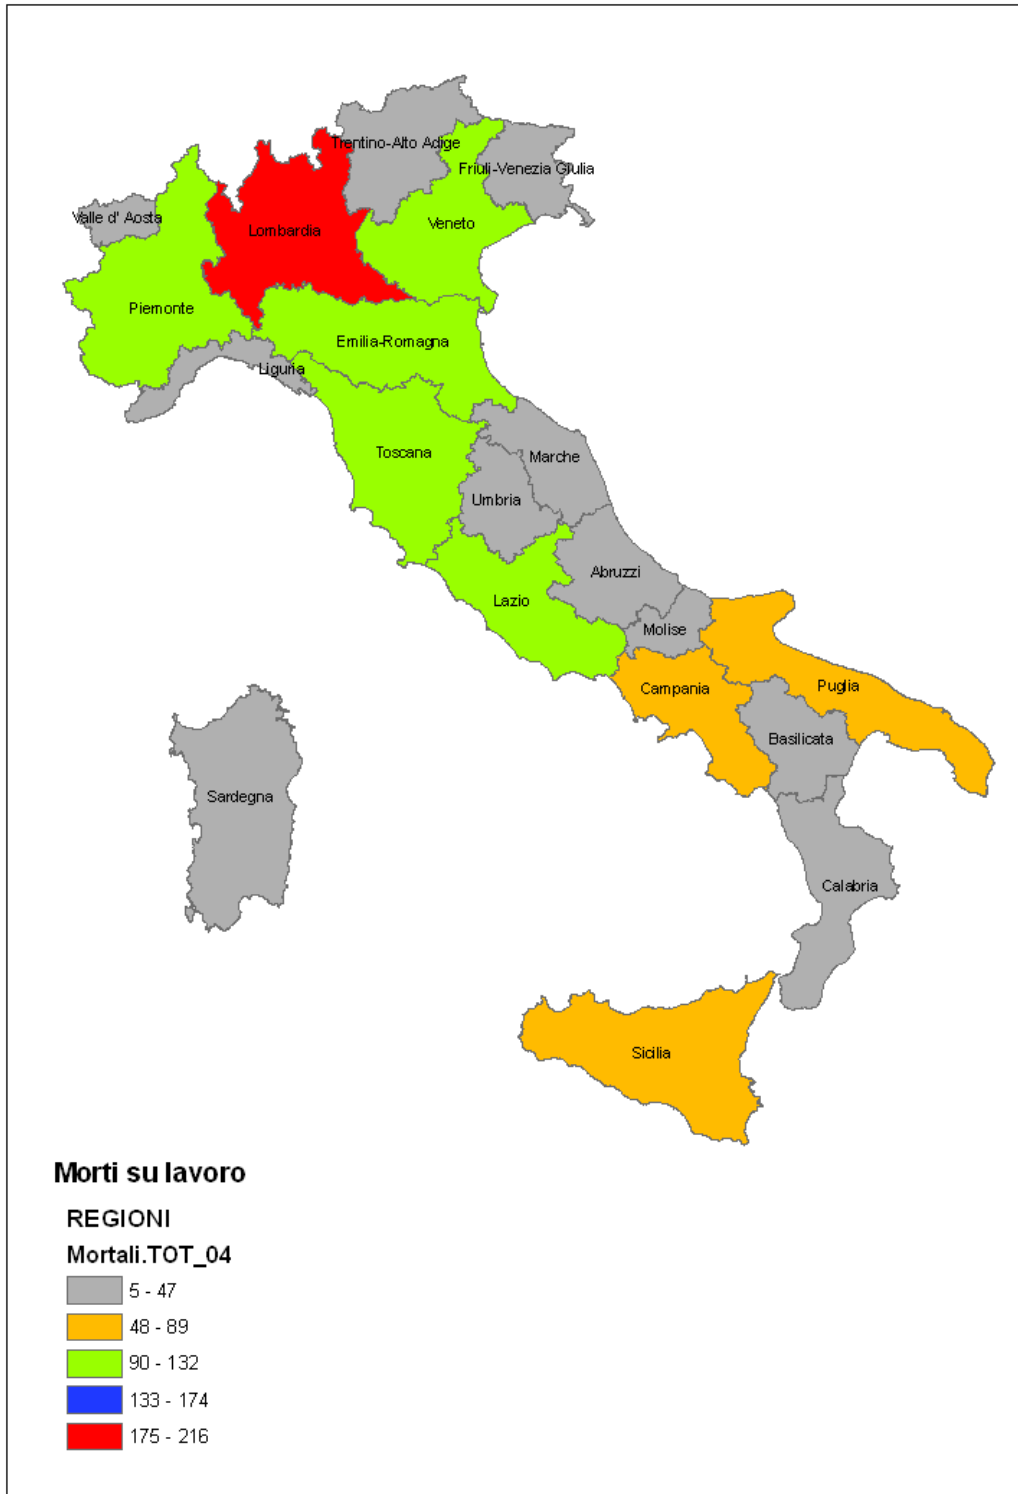 Trentino-Alto Adige
Friuli-Venezia Giulia
Valle d' Aosta
Lombardia
Veneto
Piemonte
Emilia-Romagna
Liguria
Toscana
Marche
Umbria
Abruzzi
Lazio
Molise
Campania
Puglia
Basilicata
Sardegna
Calabria
Sicilia
Morti su lavoro
REGIONI
Mortali.TOT_04
5 - 47
48 - 89
90 - 132
133 - 174
175 - 216